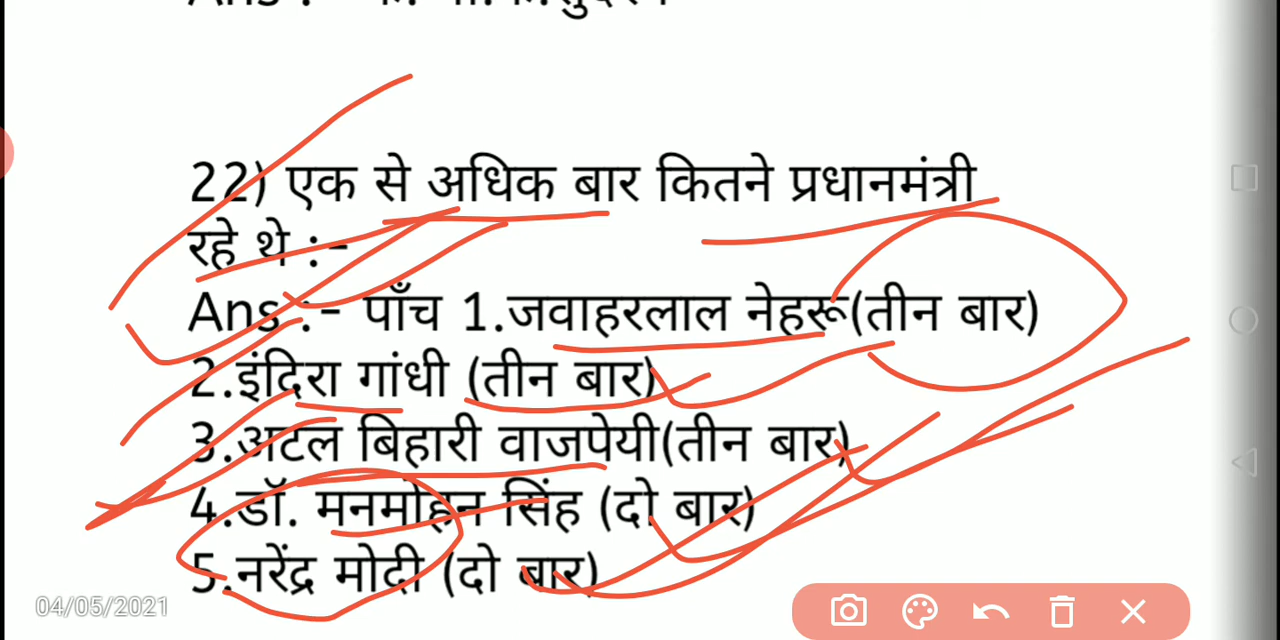 22) एक से अधिक बार कितने प्रधानमंत्री
रहे थे :-
Ans :- पाँच 1.जवाहरलाल नेहरू(तीन बार)
2.इंदिरा गांधी (तीन बार)
3.अटल बिहारी वाजपेयी(तीन बार)
4.डॉ. मनमोहन सिंह (दो बार)
5.नरेंद्र मोदी (दो बार)
04/05/2021